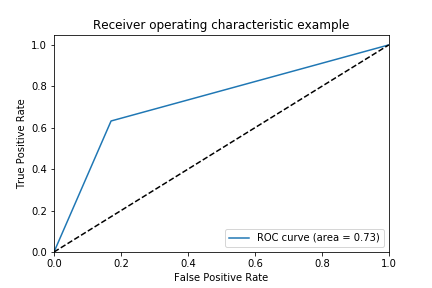 Receiver operating characteristic example
True Positive Rate
1.0
0.8
0.6
0.4
0.2
0.0
ROC curve (area = 0.73)
0.0 0.2 0.4 0.6 0.8 1.0
False Positive Rate